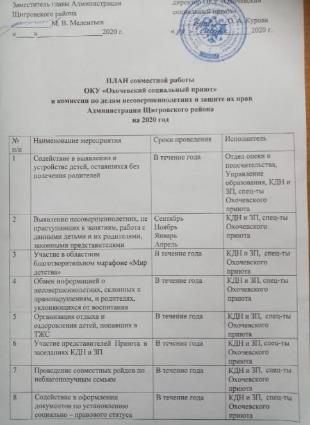 Заместитель главы Администрации
Щигровского района
М. В. Мелентьев
2020 г.
директор ОКУ «Охочевский
социальный приют»
О. А. Курова
2020 г.
ПЛАН совместной работы
ОКУ «Охочевский социальный приют»
и комиссии по делам несовершеннолетних и защите их прав
Администрации Щигровского района
на 2020 год
№ п/п Наименование мероприятия Сроки проведения Исполнитель
1 Содействие в выявлении и В течение года Отдел опеки и
устройстве детей, оставшихся без попечительства,
попечения родителей Управление
образования, КДН и
ЗП, спец-ты
Охочевского
приюта
2 Выявление несовершеннолетних, не Сентябрь КДН и ЗП, спец-ты
приступивших к занятиям, работа с Ноябрь Охочевского
данными детьми и их родителями, Январь приюта
законными представителями Апрель
3 Участие в областном В течение года КДН и ЗП, спец-ты
благотворительном марафоне «Мир Охочевского
детства» приюта
4 Обмен информацией о В течение года КДН и ЗП, спец-ты
несовершеннолетних, склонных к Охочевского
правонарушениям, и родителях, приюта
уклоняющихся от воспитания
5 Организация отдыха и В течение года КДН и ЗП, спец-ты
оздоровления детей, попавших в Охочевского
ТЖС приюта
6 Участие представителей Приюта в В течение года КДН и ЗП, спец-ты
заседаниях КДН и ЗП Охочевского
приюта
7 Проведение совместных рейдов по В течение года КДН и ЗП, спец-ты
неблагополучным семьям Охочевского
приюта
8 Содействие в оформлении В течение года КДН и ЗП, спец-ты
документов по установлению Охочевского
социально – правового статуса приюта